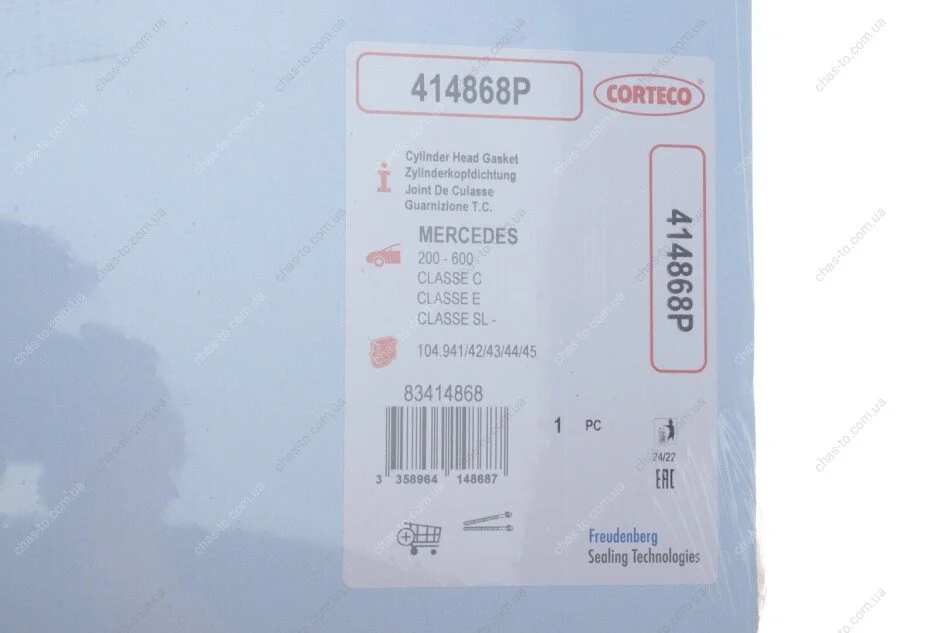 414868P
CORTECO
Cylinder Head Gasket
Zylinderkopfdichtung
Joint De Culasse
Guarnizione T.C.
MERCEDES
200 - 600
CLASSE C
CLASSE E
CLASSE SL -
104.941/42/43/44/45
414868P
83414868
3 358964 148687
1 PC
24/22
EAC
Freudenberg
Sealing Technologies
chas-to.com.ua